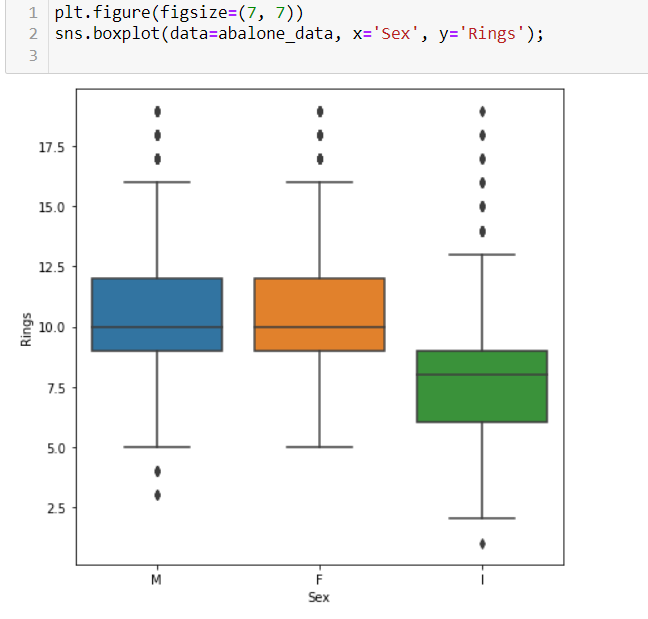 1 plt.figure(figsize=(7, 7))
2 sns.boxplot(data=abalone_data, x='Sex', y='Rings');
3
17.5
15.0
12.5
10.0
7.5
5.0
2.5
Rings
M F I
Sex